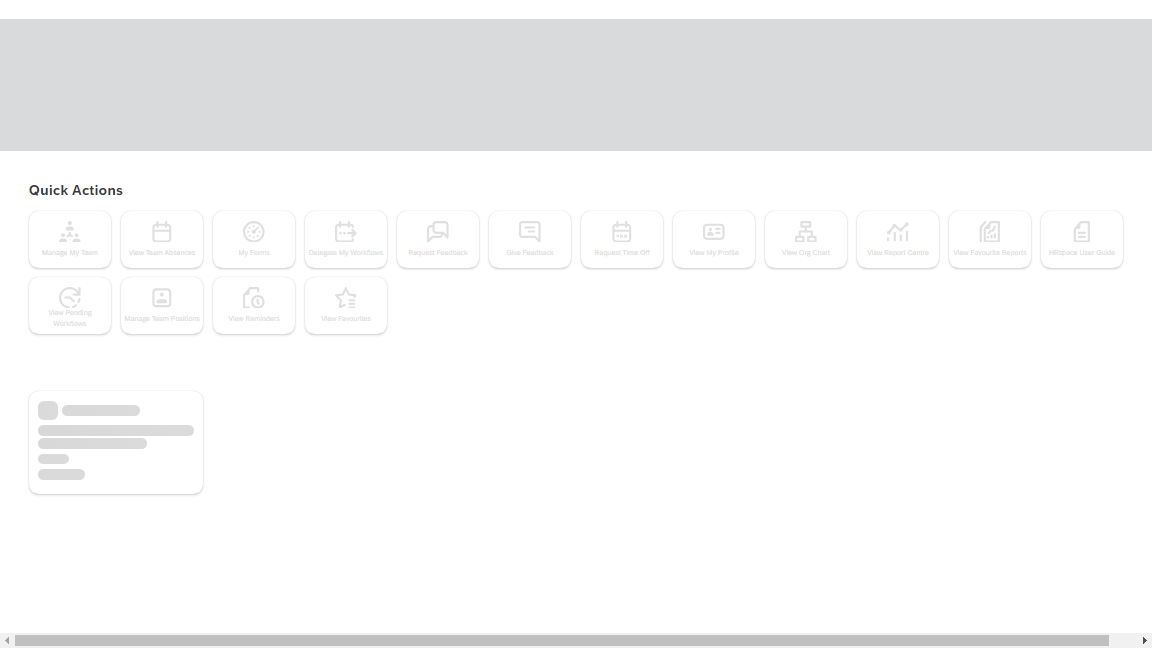 Quick Actions
Manage My Team
View Team Absences
My Forms
Delegate My Workflows
Request Feedback
Give Feedback
Request Time Off
View My Profile
View Org Chart
View Report Centre
View Favourite Reports
HRspace User Guide
View Pending
Workflows
Manage Team Positions
View Reminders
View Favourites